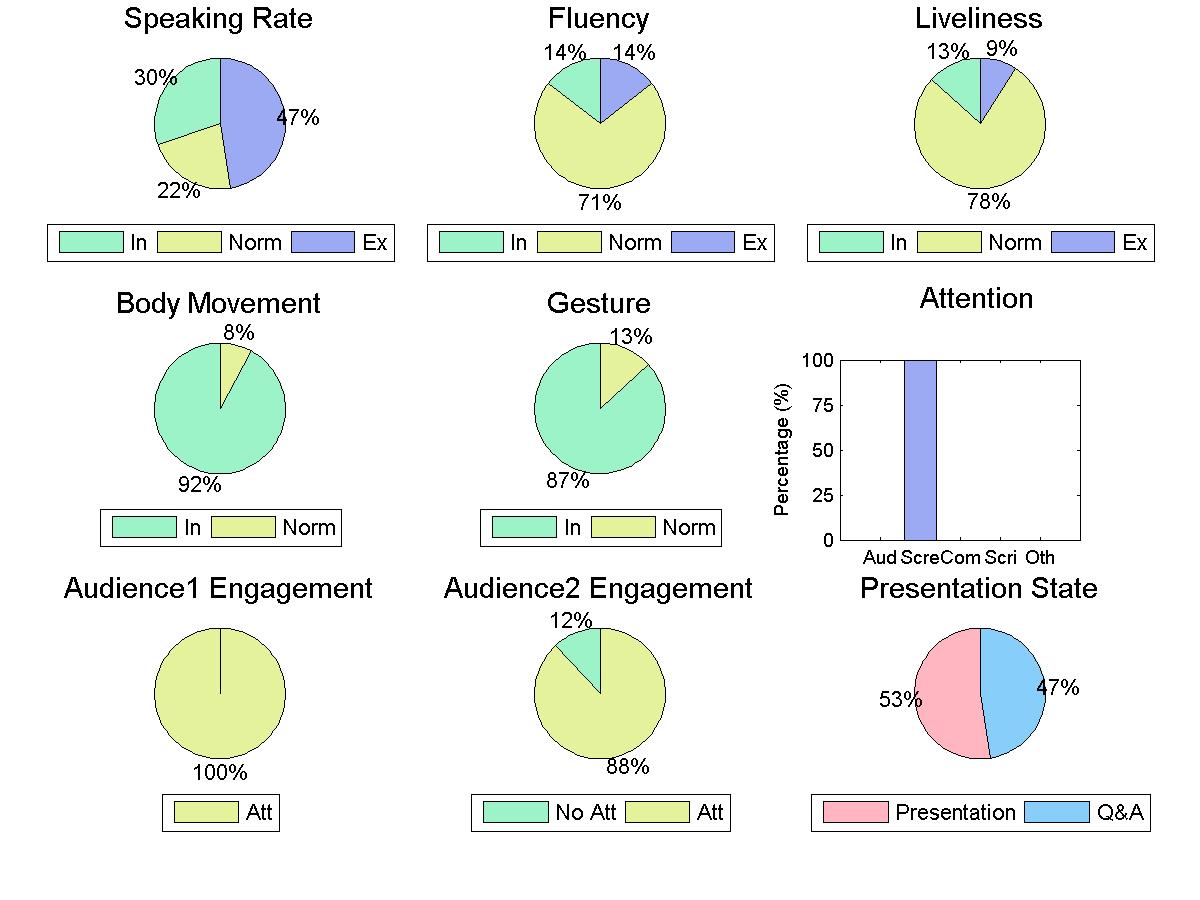 Speaking Rate
30%
47%
22%
In Norm Ex
Fluency
14% 14%
71%
In Norm Ex
Liveliness
13% 9%
78%
In Norm Ex
Body Movement
8%
92%
In Norm
Gesture
13%
87%
In Norm
Attention
Percentage (%)
100
75
50
25
0
Aud Scre Com Scri Oth
Audience1 Engagement
100%
Att
Audience2 Engagement
12%
88%
No Att Att
Presentation State
53% 47%
Presentation Q&A